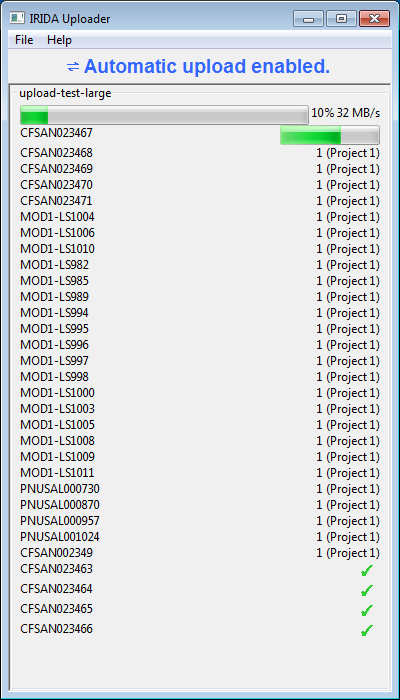 IRIDA Uploader
File Help
⇌ Automatic upload enabled.
upload-test-large
10% 32 MB/s
CFSAN023467
CFSAN023468 1 (Project 1)
CFSAN023469 1 (Project 1)
CFSAN023470 1 (Project 1)
CFSAN023471 1 (Project 1)
MOD1-LS1004 1 (Project 1)
MOD1-LS1006 1 (Project 1)
MOD1-LS1010 1 (Project 1)
MOD1-LS982 1 (Project 1)
MOD1-LS985 1 (Project 1)
MOD1-LS989 1 (Project 1)
MOD1-LS994 1 (Project 1)
MOD1-LS995 1 (Project 1)
MOD1-LS996 1 (Project 1)
MOD1-LS997 1 (Project 1)
MOD1-LS998 1 (Project 1)
MOD1-LS1000 1 (Project 1)
MOD1-LS1003 1 (Project 1)
MOD1-LS1005 1 (Project 1)
MOD1-LS1008 1 (Project 1)
MOD1-LS1009 1 (Project 1)
MOD1-LS1011 1 (Project 1)
PNUSAL000730 1 (Project 1)
PNUSAL000870 1 (Project 1)
PNUSAL000957 1 (Project 1)
PNUSAL001024 1 (Project 1)
CFSAN002349 1 (Project 1)
CFSAN023463 ✓
CFSAN023464 ✓
CFSAN023465 ✓
CFSAN023466 ✓